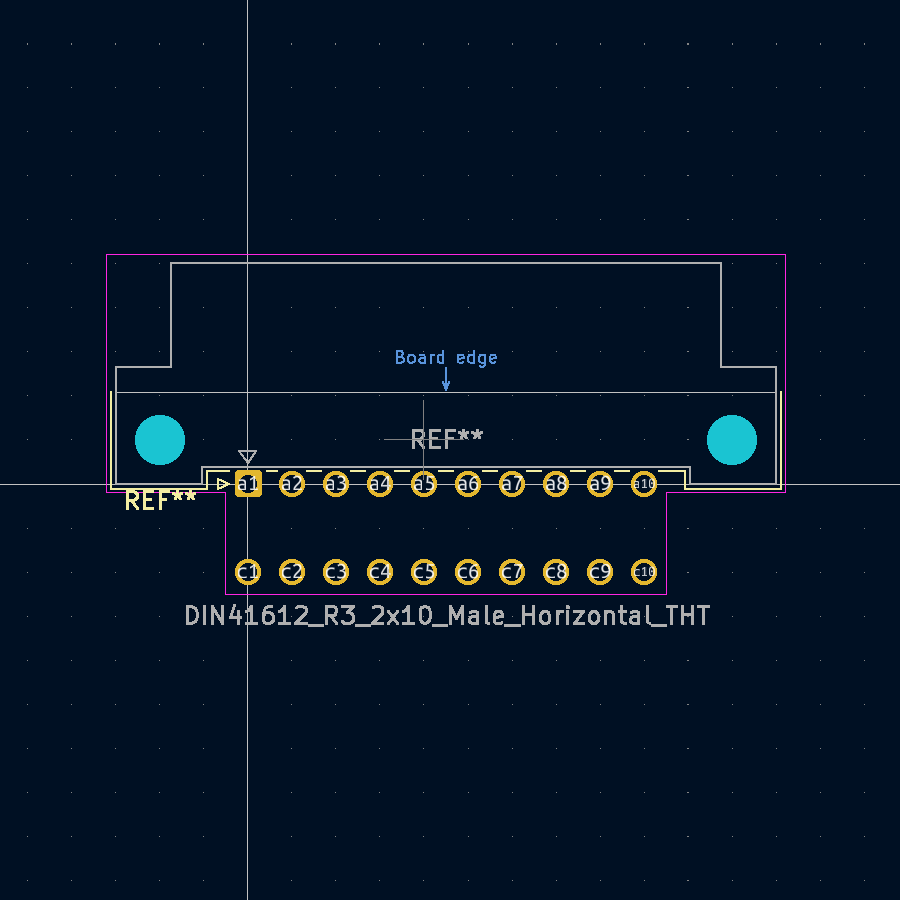 Board edge
REF**
a1 a2 a3 a4 a5 a6 a7 a8 a9 a10
REF**
c1 c2 c3 c4 c5 c6 c7 c8 c9 c10
DIN41612_R3_2x10_Male_Horizontal_THT